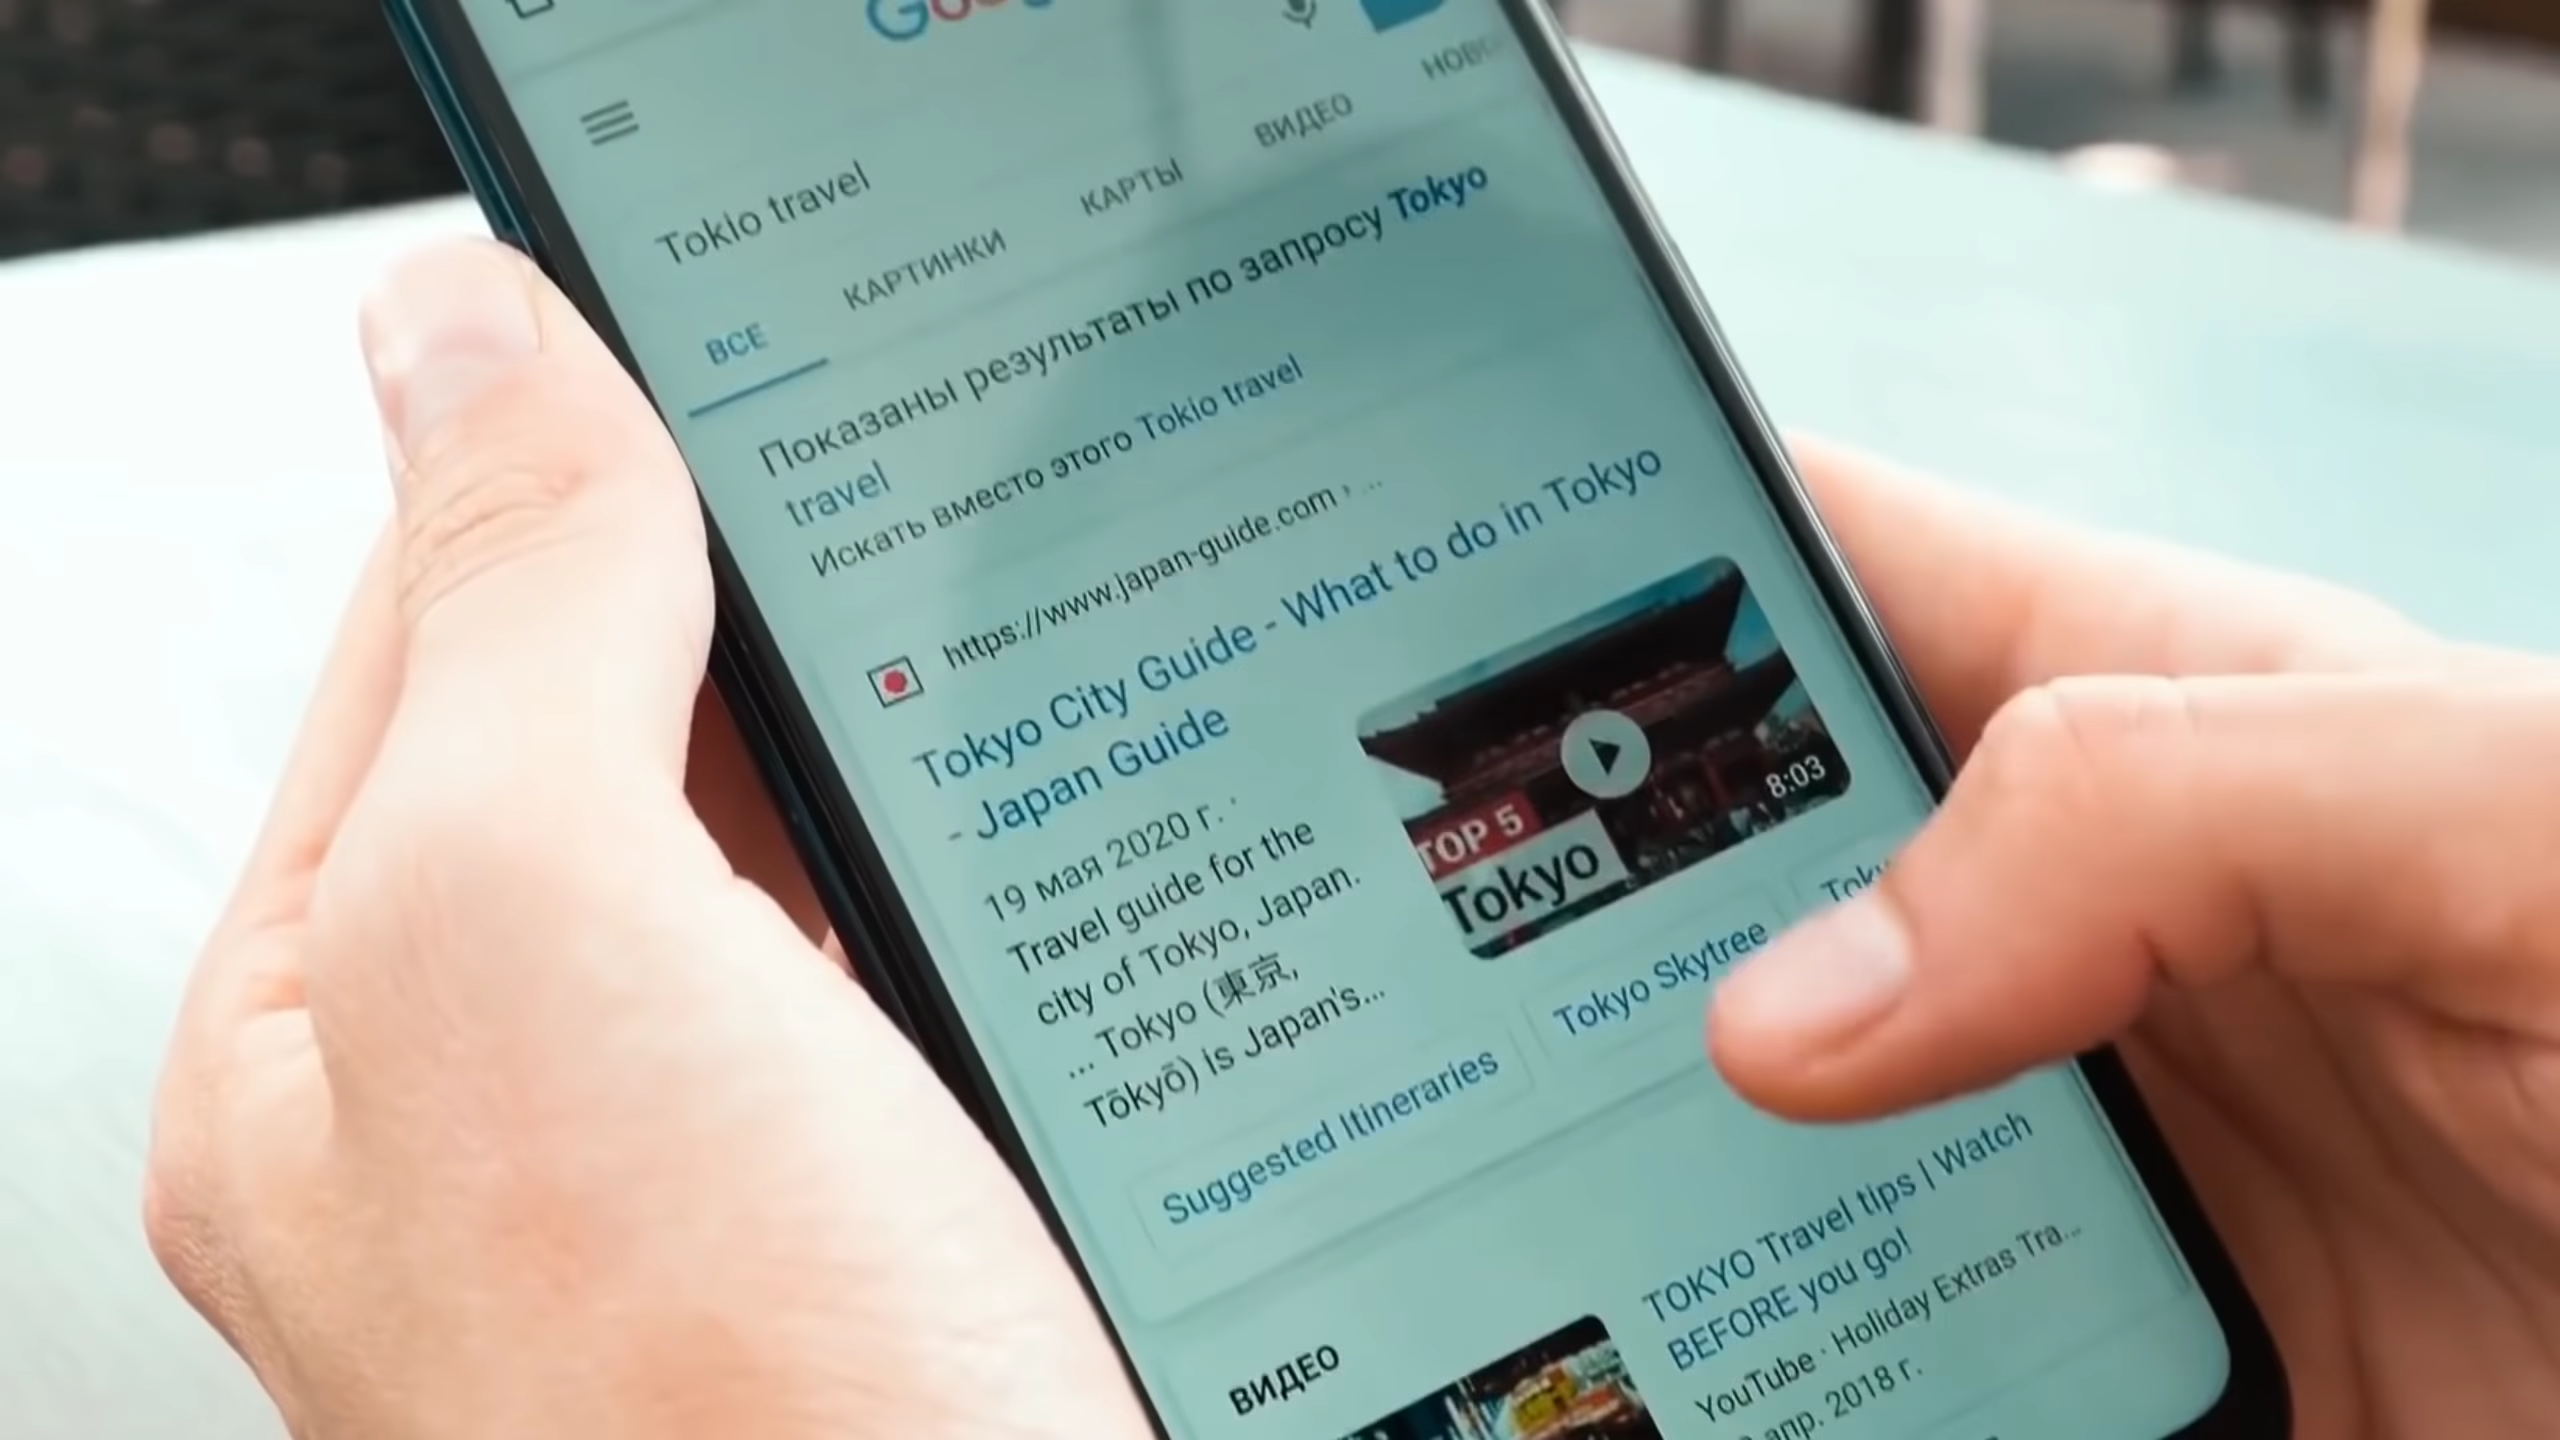 Tokio travel
ВСЕ КАРТИНКИ КАРТЫ ВИДЕО
Показаны результаты по запросу Tokyo
travel
Искать вместо этого Tokio travel
https://www.japan-guide.com › ...
Tokyo City Guide - What to do in Tokyo
- Japan Guide
19 мая 2020 г. ·
Travel guide for the
city of Tokyo, Japan.
... Tokyo (東京,
Tōkyō) is Japan's...
TOP 5
Tokyo
8:03
Suggested Itineraries
Tokyo Skytree
ВИДЕО
TOKYO Travel tips | Watch
BEFORE you go!
YouTube · Holiday Extras Tra...
апр. 2018 г.